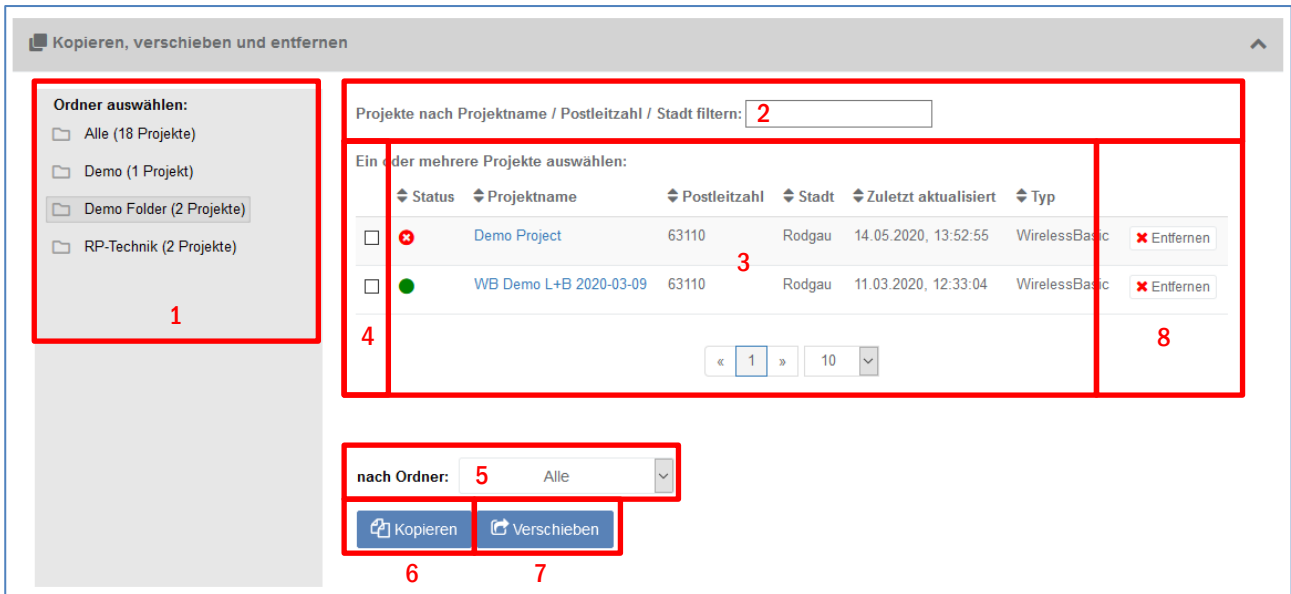 Kopieren, verschieben und entfernen
Ordner auswählen:
Alle (18 Projekte)
Demo (1 Projekt)
Demo Folder (2 Projekte)
RP-Technik (2 Projekte)
1
Projekte nach Projektname / Postleitzahl / Stadt filtern: 2
Ein oder mehrere Projekte auswählen:
Status Projektname Postleitzahl Stadt Zuletzt aktualisiert Typ
Demo Project 63110 Rodgau 14.05.2020, 13:52:55 WirelessBasic Entfernen
3
WB Demo L+B 2020-03-09 63110 Rodgau 11.03.2020, 12:33:04 WirelessBasic Entfernen
4 8
« 1 » 10
nach Ordner: 5 Alle
Kopieren Verschieben
6 7